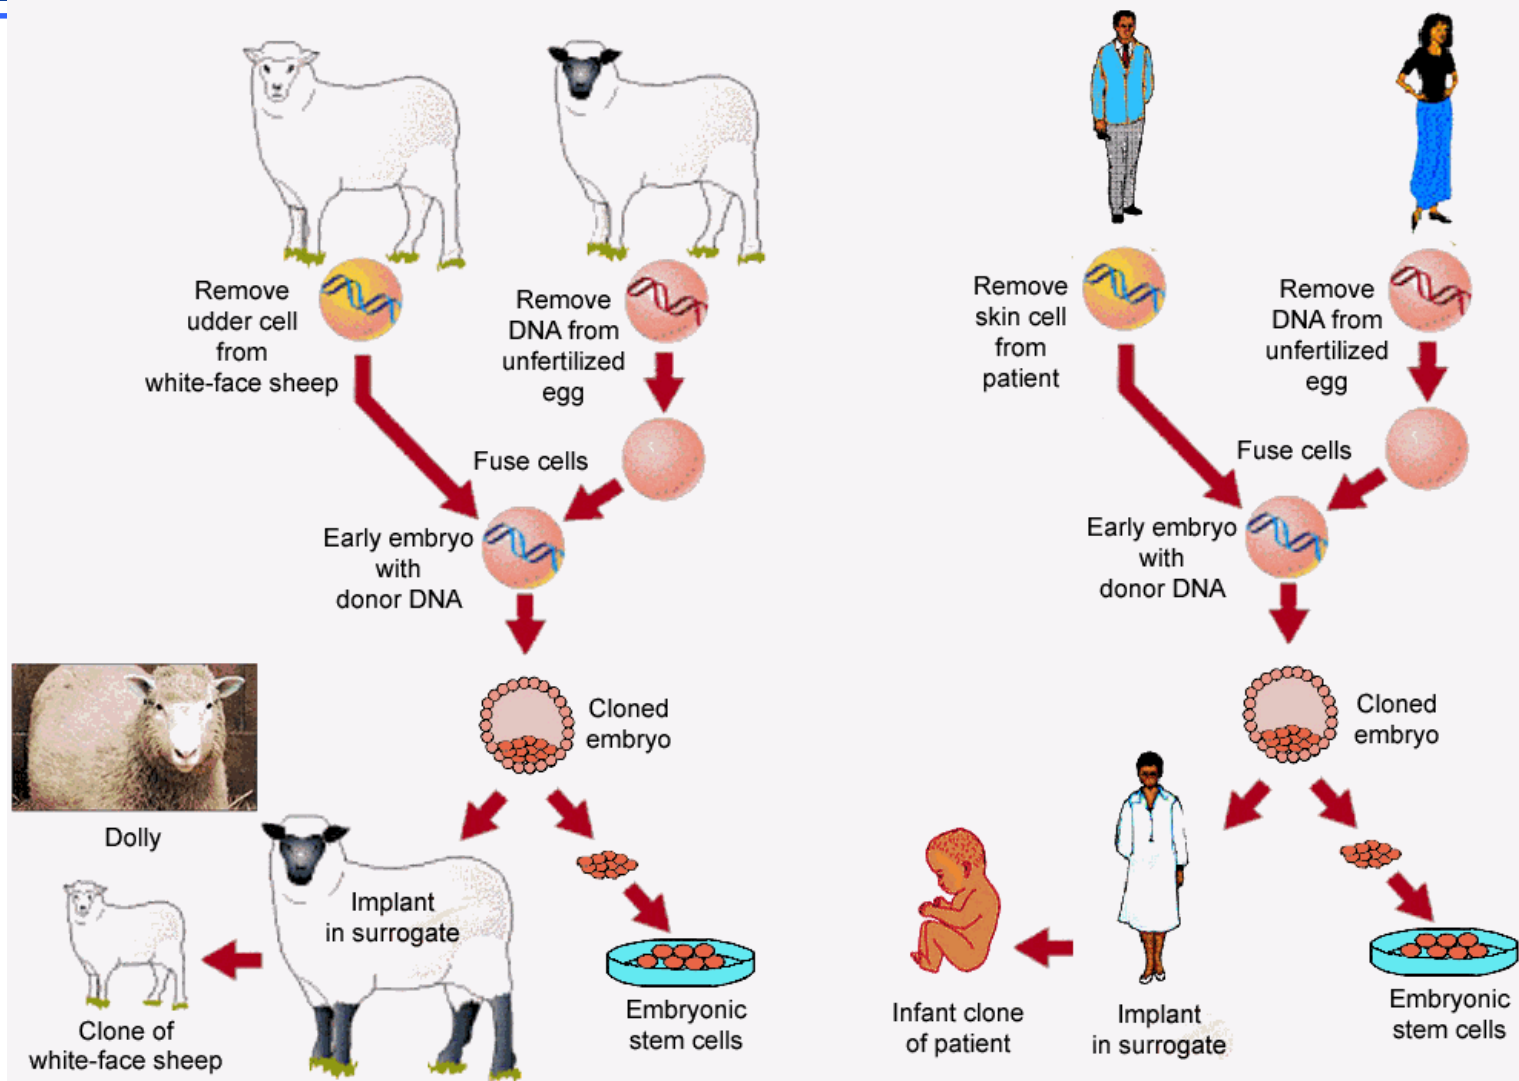 Remove
udder cell
from
white-face sheep
Remove
DNA from
unfertilized
egg
Fuse cells
Early embryo
with
donor DNA
Cloned
embryo
Dolly
Implant
in surrogate
Clone of
white-face sheep
Embryonic
stem cells
Remove
skin cell
from
patient
Remove
DNA from
unfertilized
egg
Fuse cells
Early embryo
with
donor DNA
Cloned
embryo
Infant clone
of patient
Implant
in surrogate
Embryonic
stem cells